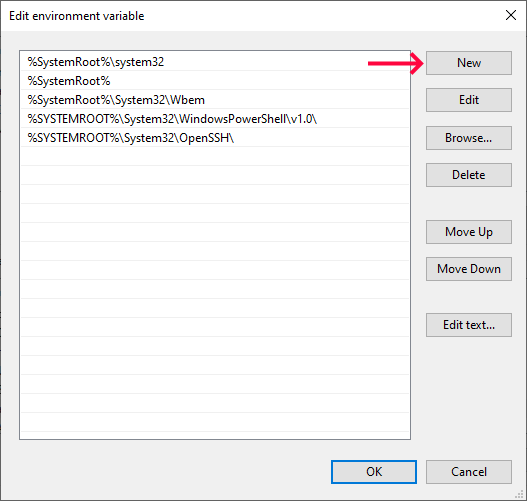 Edit environment variable
%SystemRoot%\system32
New
%SystemRoot%
%SystemRoot%\System32\Wbem
Edit
%SYSTEMROOT%\System32\WindowsPowerShell\v1.0\
%SYSTEMROOT%\System32\OpenSSH\
Browse...
Delete
Move Up
Move Down
Edit text...
OK
Cancel